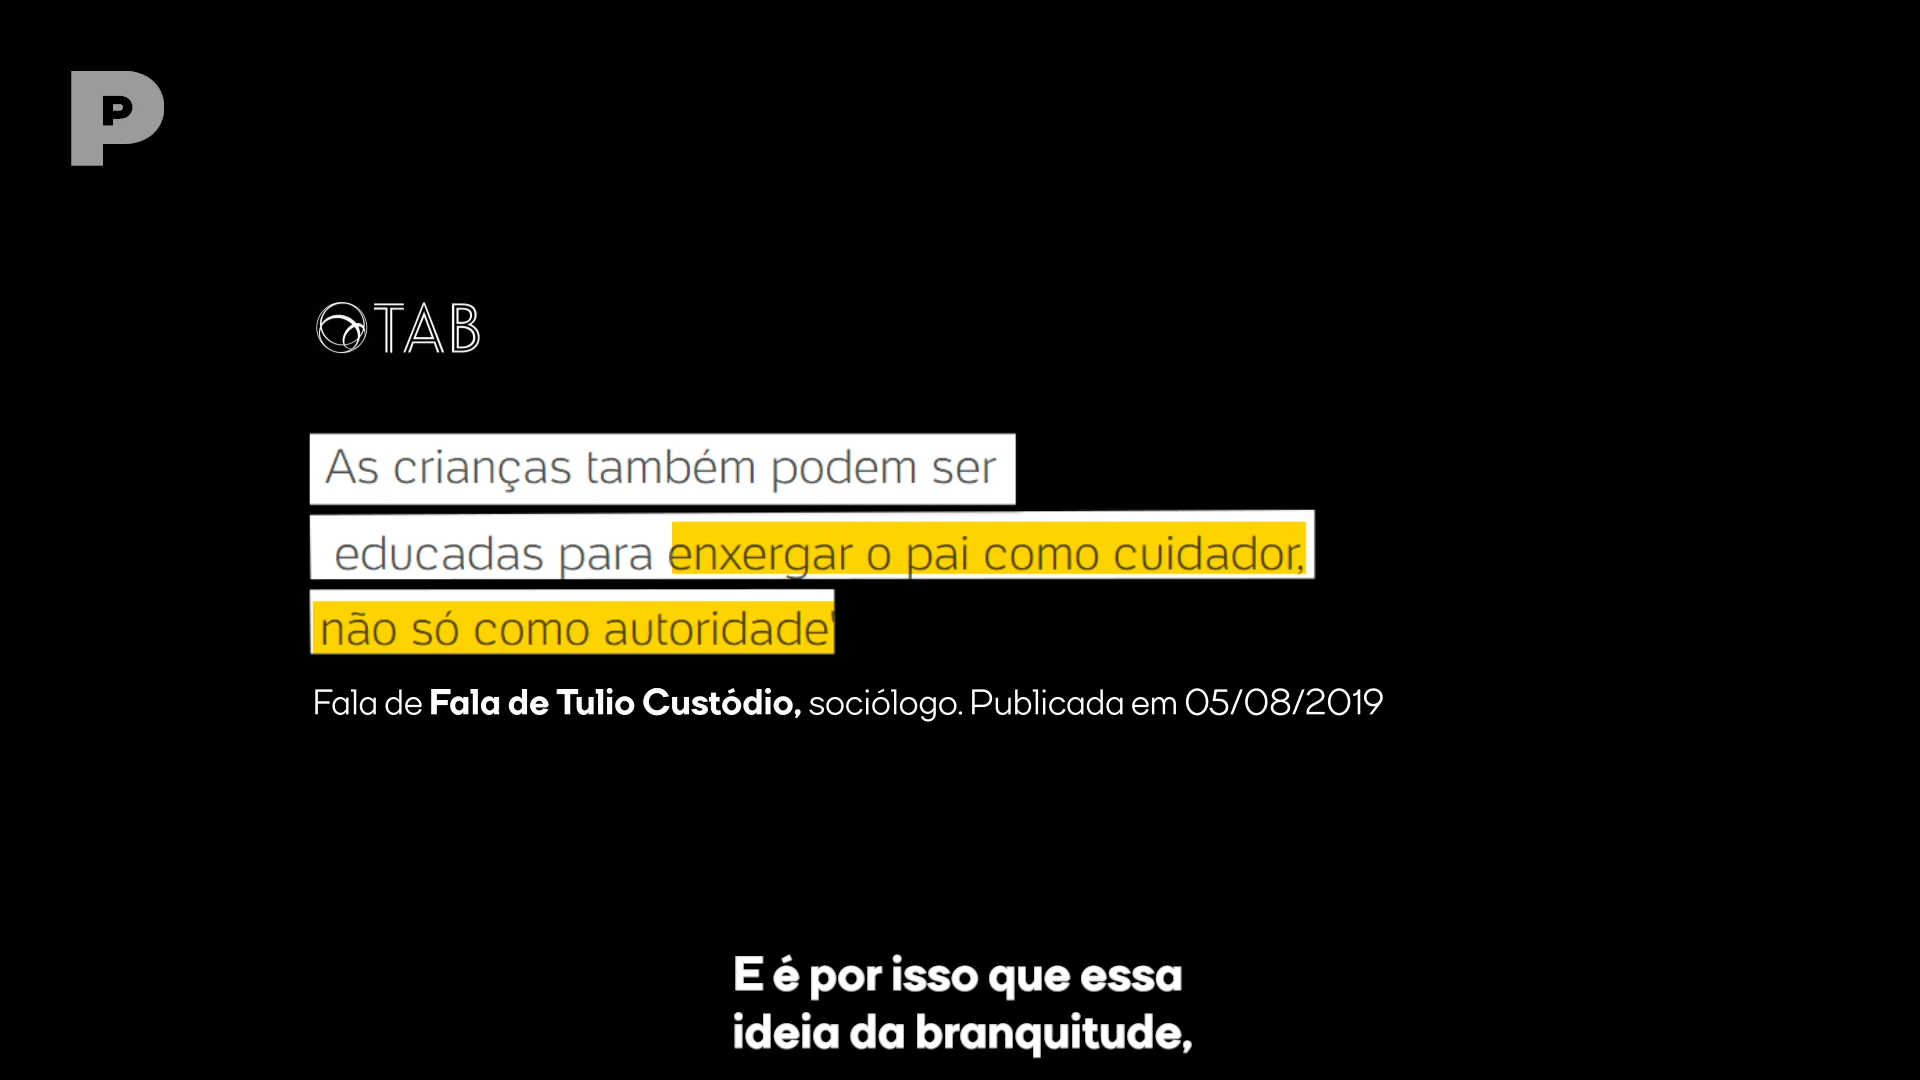 P
TAB
As crianças também podem ser
educadas para enxergar o pai como cuidador,
não só como autoridade'
Fala de Fala de Tulio Custódio, sociólogo. Publicada em 05/08/2019
E é por isso que essa
ideia da branquitude,